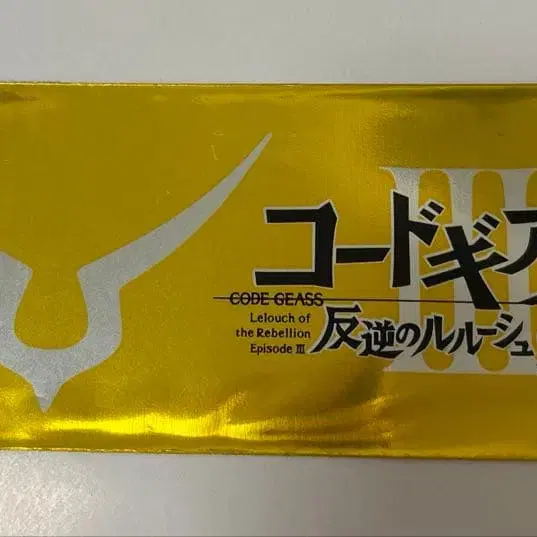 コードギア
CODE GEASS
Lelouch of
the Rebellion
Episode Ⅲ
反逆のルルーシュ
Ⅲ